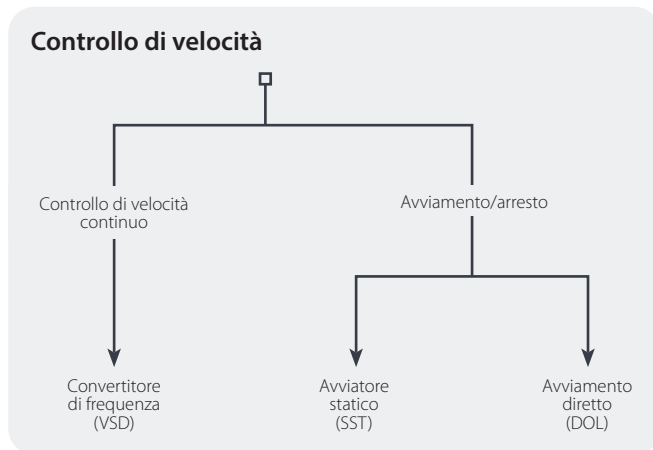 Controllo di velocità
Controllo di velocità
continuo
Avviamento/arresto
Convertitore
di frequenza
(VSD)
Avviatore
statico
(SST)
Avviamento
diretto
(DOL)